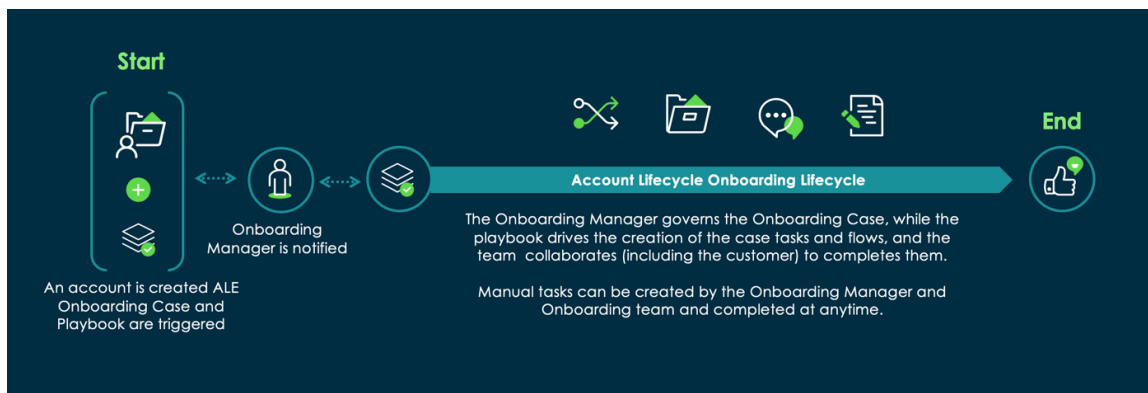 Start
An account is created ALE
Onboarding Case and
Playbook are triggered
Onboarding
Manager is notified
Account Lifecycle Onboarding Lifecycle
The Onboarding Manager governs the Onboarding Case, while the
playbook drives the creation of the case tasks and flows, and the
team collaborates (including the customer) to completes them.
Manual tasks can be created by the Onboarding Manager and
Onboarding team and completed at anytime.
End